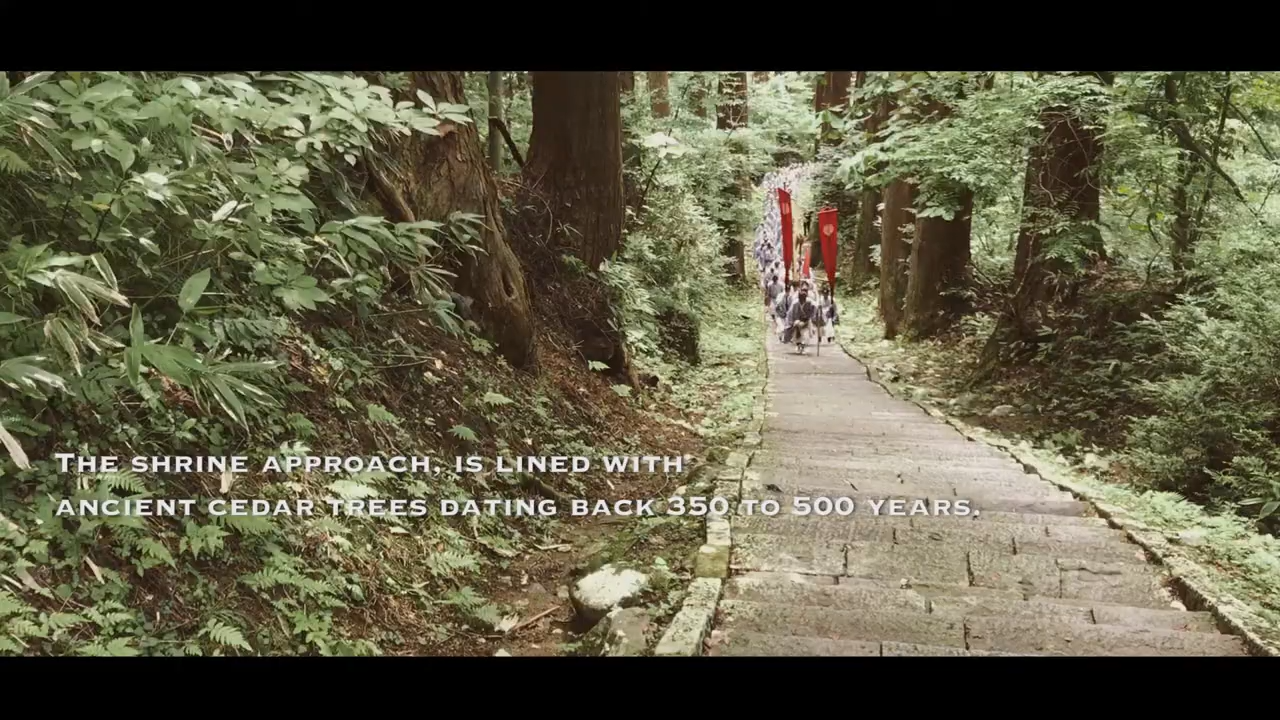 The shrine approach, is lined with
ancient cedar trees dating back 350 to 500 years.